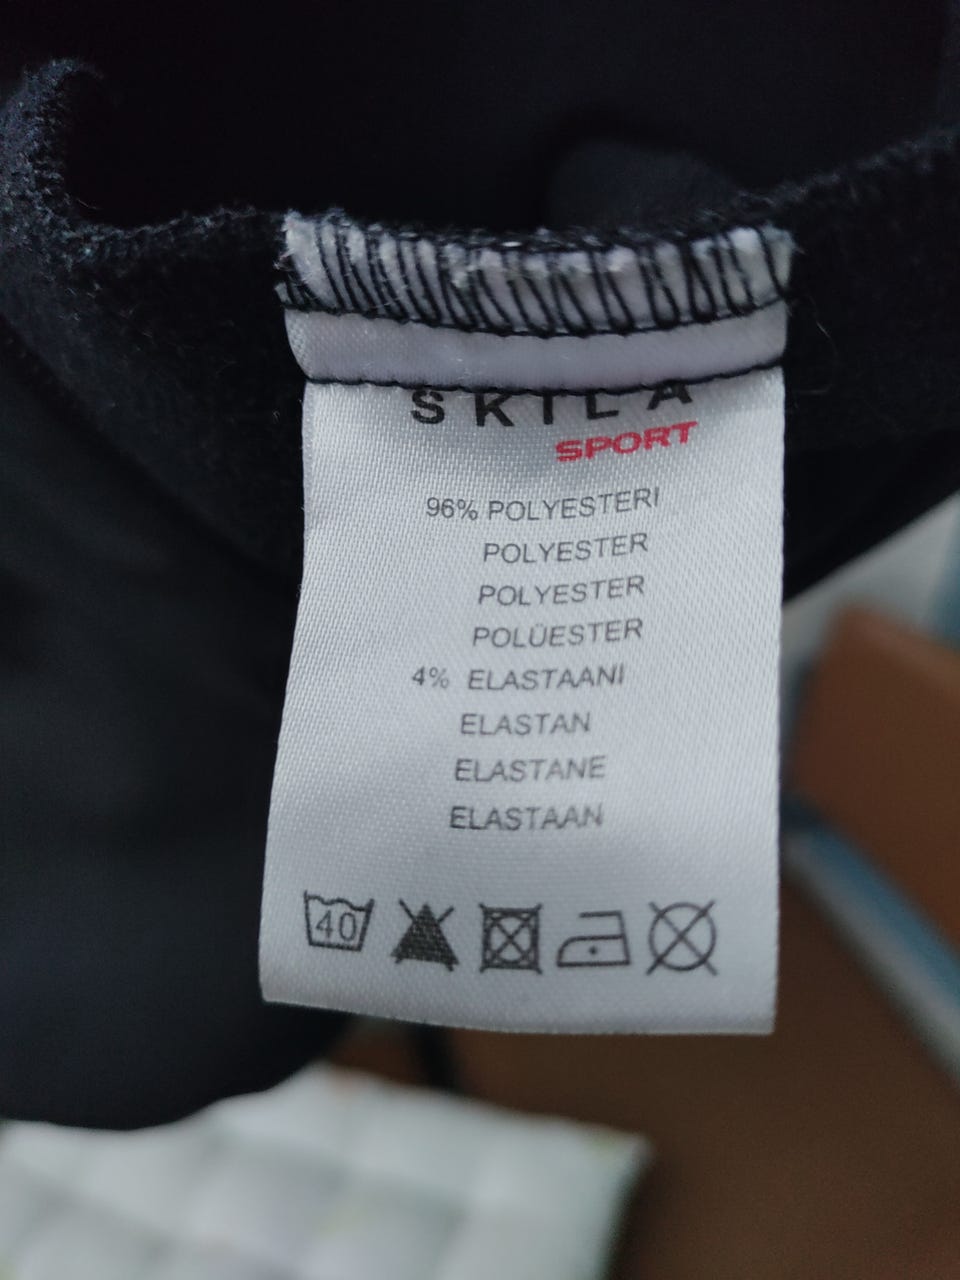 SKILA
SPORT
96% POLYESTERI
POLYESTER
POLYESTER
POLÜESTER
4% ELASTAANI
ELASTAN
ELASTANE
ELASTAAN
40